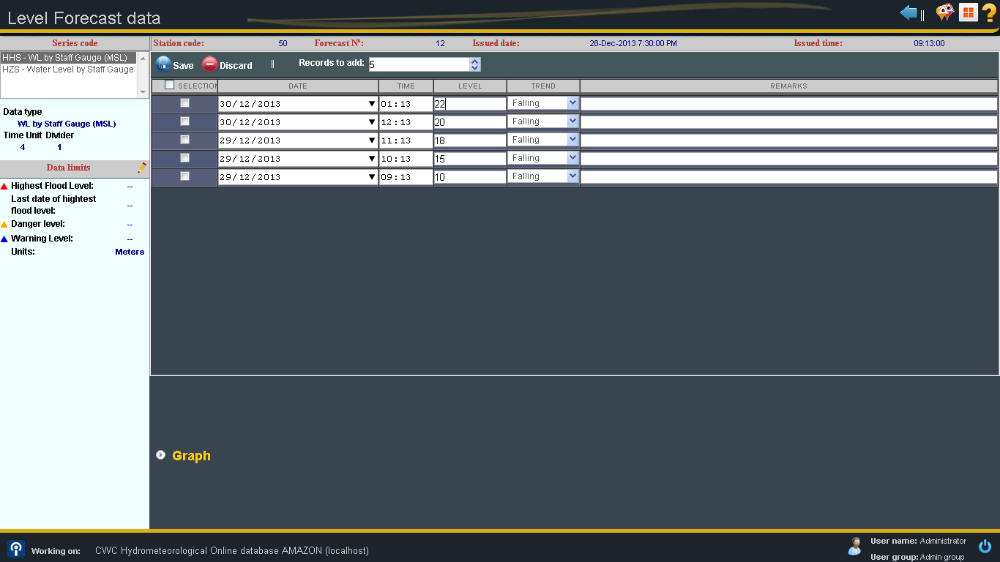 Level Forecast data
Series code
HHS - WL by Staff Gauge (MSL)
HZS - Water Level by Staff Gauge
Data type
WL by Staff Gauge (MSL)
Time Unit Divider
4 1
Data limits
Highest Flood Level: --
Last date of hightest
flood level: --
Danger level: --
Warning Level: --
Units: Meters
Station code: 50 Forecast Nº: 12 Issued date: 28-Dec-2013 7:30:00 PM Issued time: 09:13:00
Save Discard || Records to add: 5
SELECTION DATE TIME LEVEL TREND REMARKS
30/12/2013 01:13 22 Falling
30/12/2013 12:13 20 Falling
29/12/2013 11:13 18 Falling
29/12/2013 10:13 15 Falling
29/12/2013 09:13 10 Falling
Graph
Working on: CWC Hydrometeorological Online database AMAZON (localhost)
User name: Administrator
User group: Admin group